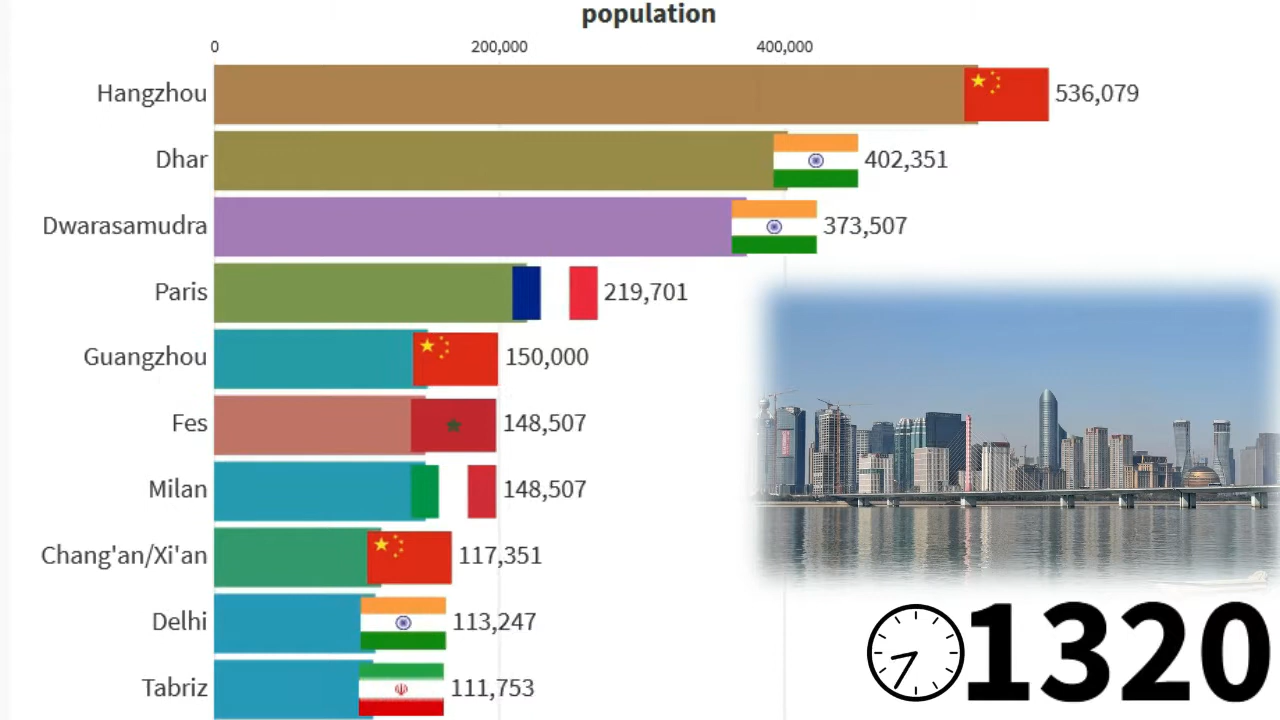 population
0 200,000 400,000
Hangzhou 536,079
Dhar 402,351
Dwarasamudra 373,507
Paris 219,701
Guangzhou 150,000
Fes 148,507
Milan 148,507
Chang'an/Xi'an 117,351
Delhi 113,247
Tabriz 111,753
1320